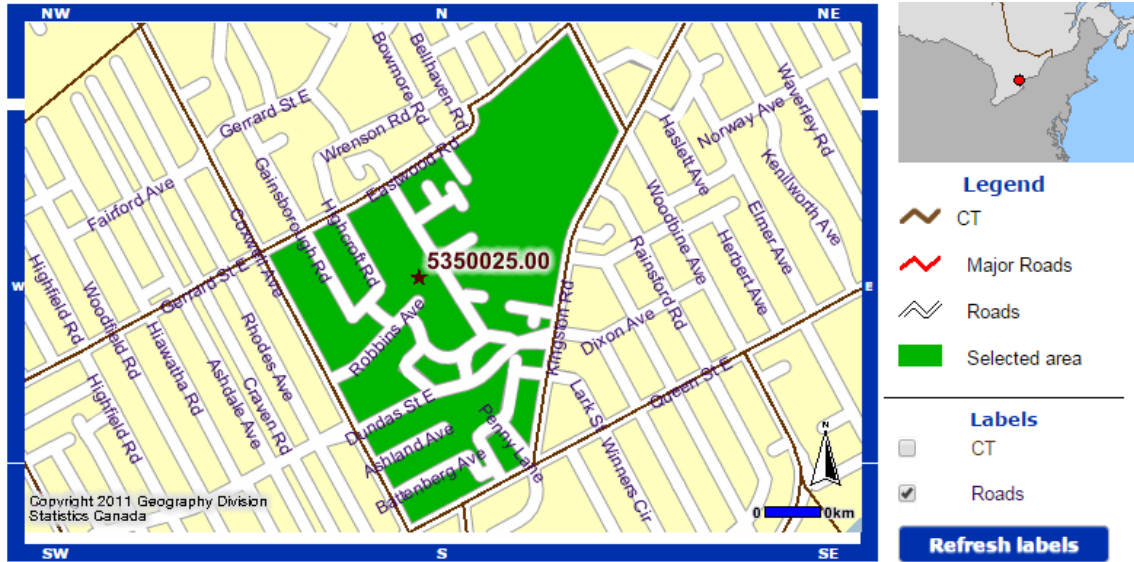 NW
N
NE
W
E
SW
S
SE
Gerrard St E
Fairford Ave
Wrenson Rd
Bowmore Rd
Bellhaven Rd
Eastwood Rd
Gainsborough Rd
Highcroft Rd
Coxwell Ave
Gerrard St E
Highfield Rd
Woodfield Rd
Hiawatha Rd
Ashdale Ave
Craven Rd
Rhodes Ave
Highfield Rd
Robbins Ave
5350025.00
Dundas St E
Ashland Ave
Battenberg Ave
Penny Lane
Kingston Rd
Dixon Ave
Lark St
Winners Cir
Queen St E
Rainsford Rd
Woodbine Ave
Herbert Ave
Elmer Ave
Kenilworth Ave
Haslett Ave
Norway Ave
Waverley Rd
N
0 0km
Copyright 2011 Geography Division
Statistics Canada
Legend
CT
Major Roads
Roads
Selected area
Labels
CT
Roads
Refresh labels